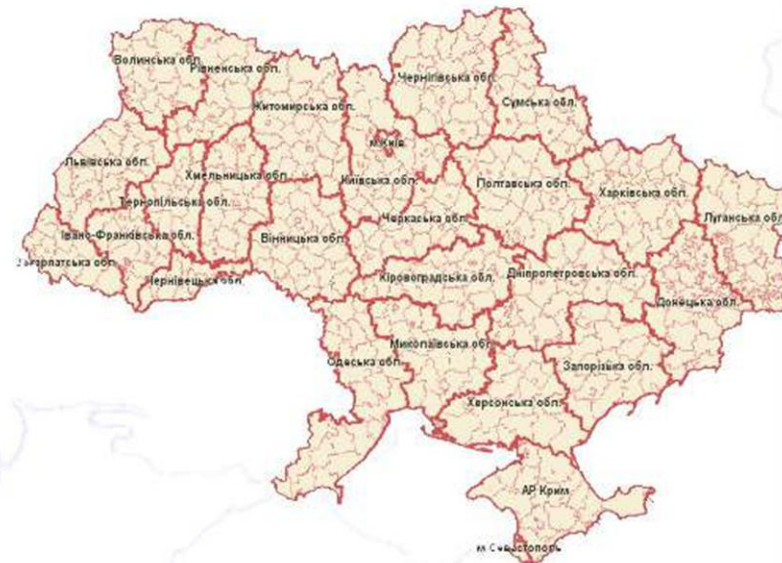 Волинська обл.
Рівненська обл.
Житомирська обл.
Чернігівська обл.
Сумська обл.
м.Київ
Львівська обл.
Хмельницька обл.
Тернопільська обл.
Київська обл.
Полтавська обл.
Харківська обл.
Луганська обл
Івано-Франківська обл.
Вінницька обл.
Черкаська обл.
обл.
Чернівецька обл.
Кіровоградська обл.
Дніпропетровська обл.
Донецька обл.
Миколаївська обл.
Одеська обл.
Запорізька обл.
Херсонська обл.
АР Крим
м.Севастополь